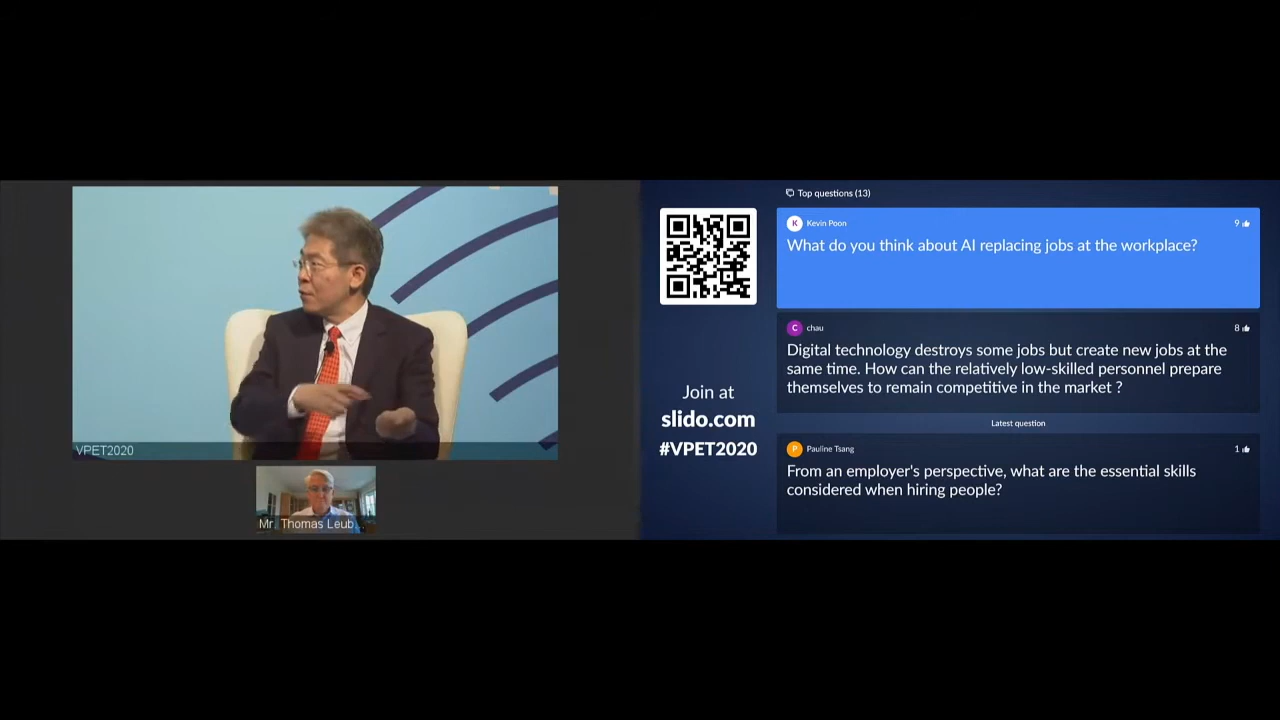 VPET2020
Mr. Thomas Leub...
Top questions (13)
K Kevin Poon 9
What do you think about AI replacing jobs at the workplace?
C chau 8
Digital technology destroys some jobs but create new jobs at the
same time. How can the relatively low-skilled personnel prepare
themselves to remain competitive in the market ?
Join at
slido.com
#VPET2020
Latest question
P Pauline Tsang 1
From an employer's perspective, what are the essential skills
considered when hiring people?